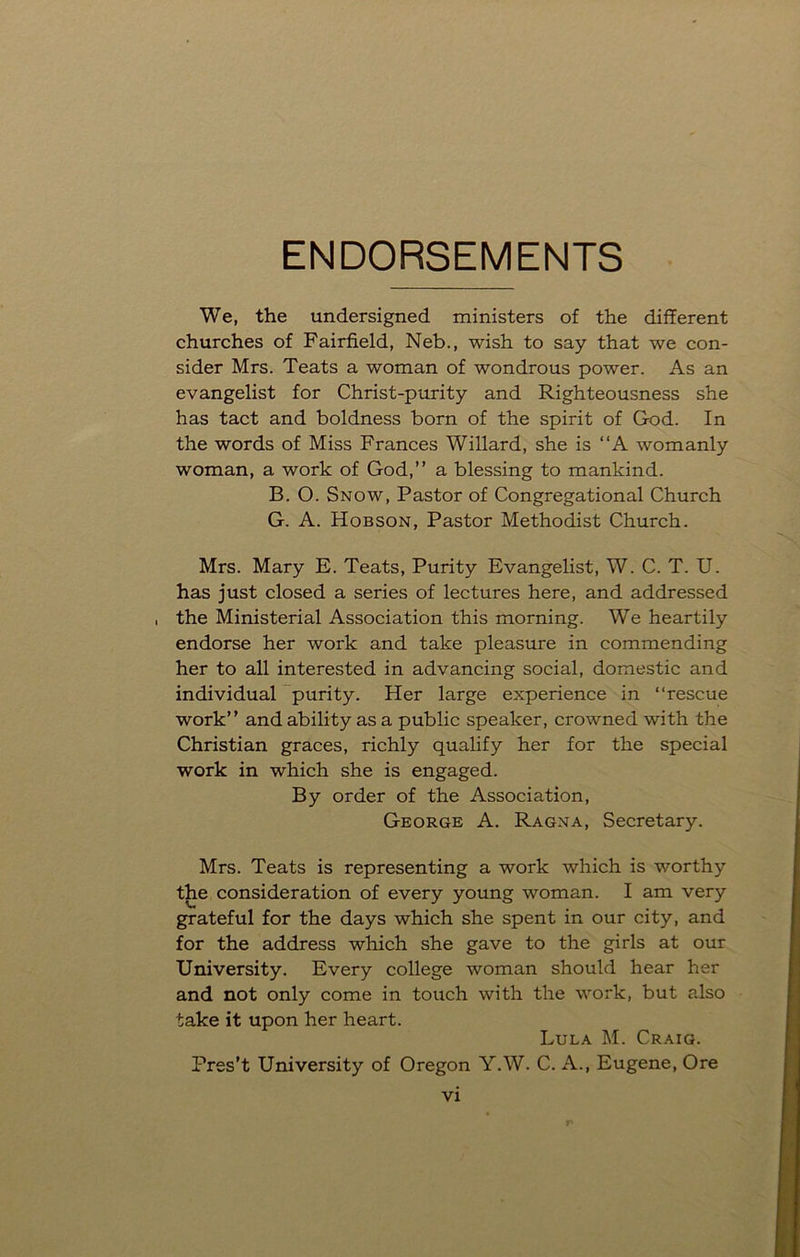 ENDORSEMENTS
We, the undersigned ministers of the different
churches of Fairfield, Neb., wish to say that we con-
sider Mrs. Teats a woman of wondrous power. As an
evangelist for Christ-purity and Righteousness she
has tact and boldness born of the spirit of God. In
the words of Miss Frances Willard, she is “A womanly
woman, a work of God,” a blessing to mankind.
B. O. Snow, Pastor of Congregational Church
G. A. Hobson, Pastor Methodist Church.
Mrs. Mary E. Teats, Purity Evangelist, W. C. T. U.
has just closed a series of lectures here, and addressed
the Ministerial Association this morning. We heartily
endorse her work and take pleasure in commending
her to all interested in advancing social, domestic and
individual purity. Her large experience in “rescue
work” and ability as a public speaker, crowned with the
Christian graces, richly qualify her for the special
work in which she is engaged.
By order of the Association,
George A. Ragna, Secretary.
Mrs. Teats is representing a work which is worthy
the consideration of every young woman. I am very
grateful for the days which she spent in our city, and
for the address which she gave to the girls at our
University. Every college woman should hear her
and not only come in touch with the work, but also
take it upon her heart.
Lula M. Craig.
Pres’t University of Oregon Y.W. C. A., Eugene, Ore
vi